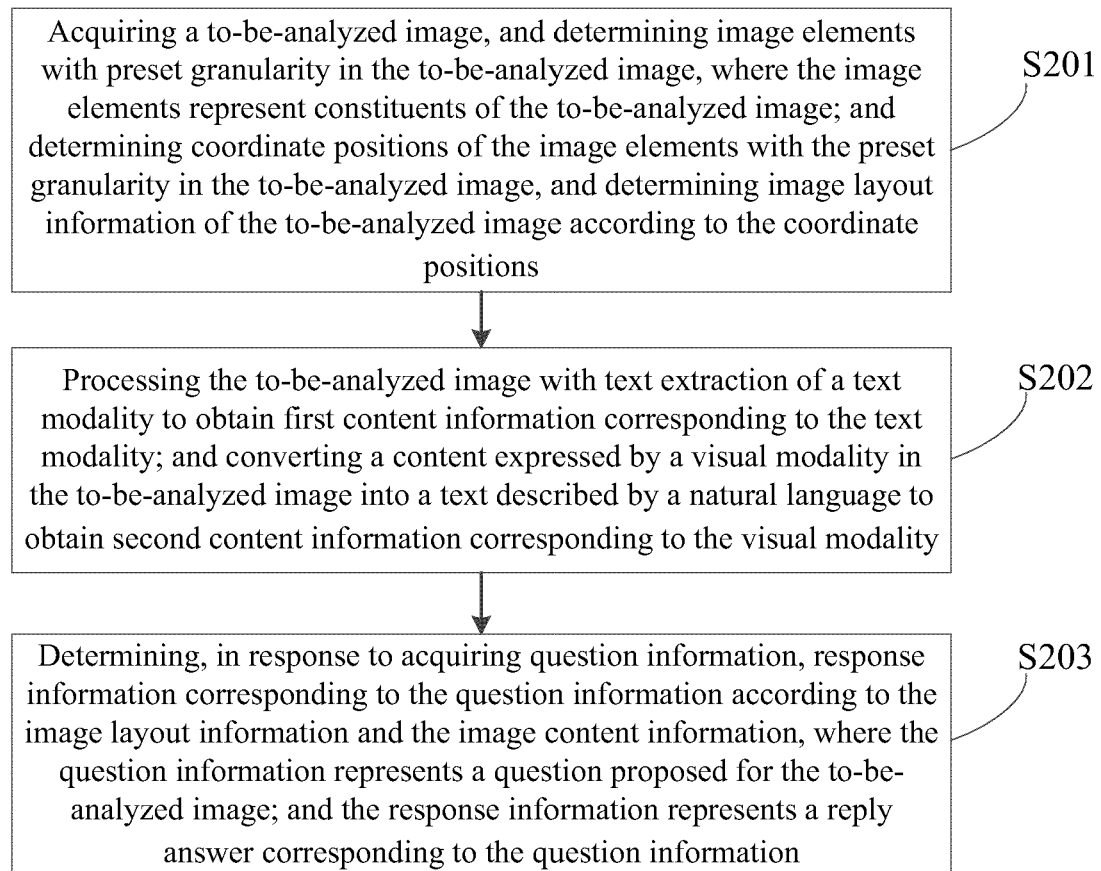 Acquiring a to-be-analyzed image, and determining image elements
with preset granularity in the to-be-analyzed image, where the image
elements represent constituents of the to-be-analyzed image; and
determining coordinate positions of the image elements with the preset
granularity in the to-be-analyzed image, and determining image layout
information of the to-be-analyzed image according to the coordinate
positions
S201
Processing the to-be-analyzed image with text extraction of a text
modality to obtain first content information corresponding to the text
modality; and converting a content expressed by a visual modality in
the to-be-analyzed image into a text described by a natural language to
obtain second content information corresponding to the visual modality
S202
Determining, in response to acquiring question information, response
information corresponding to the question information according to the
image layout information and the image content information, where the
question information represents a question proposed for the to-be-
analyzed image; and the response information represents a reply
answer corresponding to the question information
S203